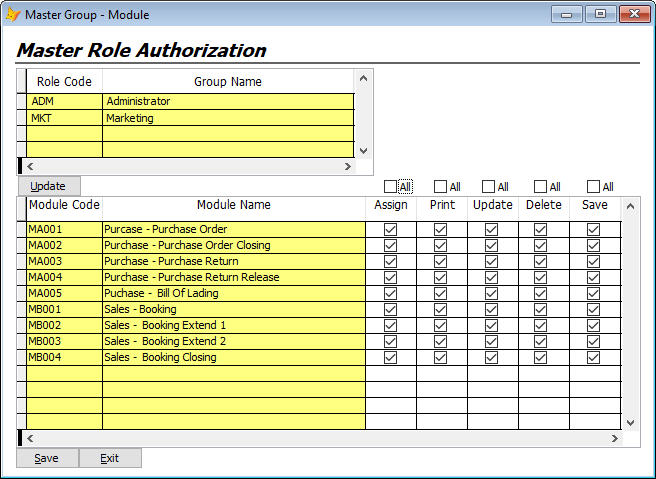 Master Group - Module
Master Role Authorization
Role Code Group Name
ADM Administrator
MKT Marketing
Update All All All All All
Module Code Module Name Assign Print Update Delete Save
MA001 Purcase - Purchase Order
MA002 Purchase - Purchase Order Closing
MA003 Purchase - Purchase Return
MA004 Purchase - Purchase Return Release
MA005 Puchase - Bill Of Lading
MB001 Sales - Booking
MB002 Sales - Booking Extend 1
MB003 Sales - Booking Extend 2
MB004 Sales - Booking Closing
Save Exit